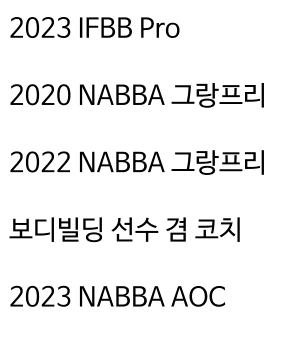 2023 IFBB Pro
2020 NABBA 그랑프리
2022 NABBA 그랑프리
보디빌딩 선수 겸 코치
2023 NABBA AOC